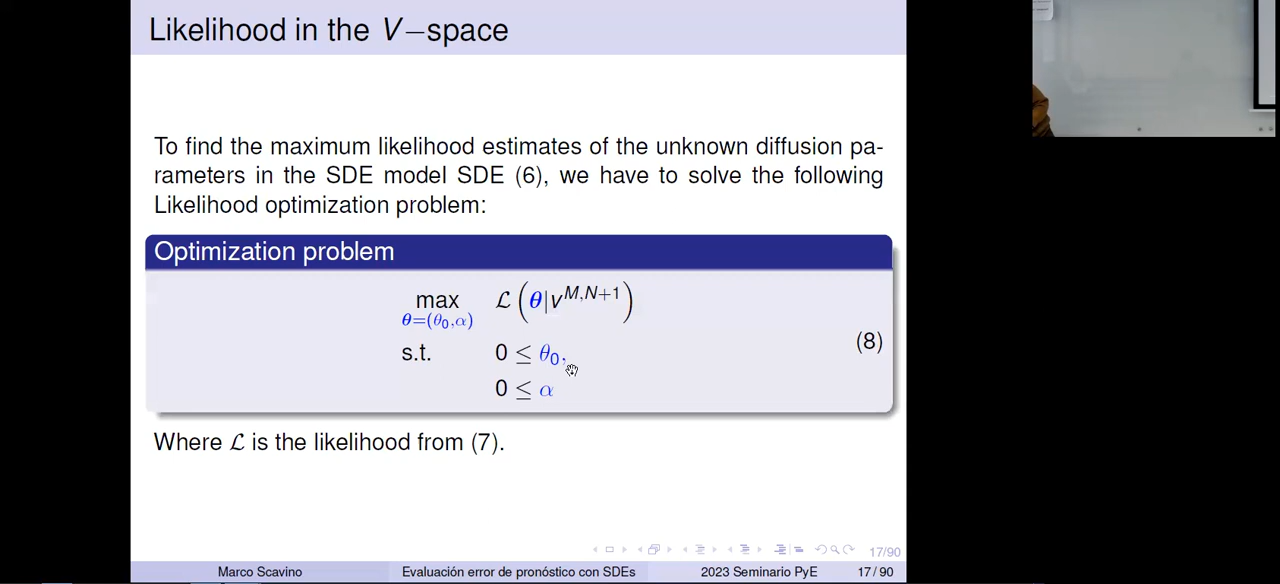 Likelihood in the V−space
To find the maximum likelihood estimates of the unknown diffusion pa-
rameters in the SDE model SDE (6), we have to solve the following
Likelihood optimization problem:
Optimization problem
max ℒ(θ|v^{M,N+1})
θ=(θ₀,α)
s.t. 0 ≤ θ₀,
(8)
0 ≤ α
Where ℒ is the likelihood from (7).
17/90
Marco Scavino Evaluación error de pronóstico con SDEs 2023 Seminario PyE 17 / 90